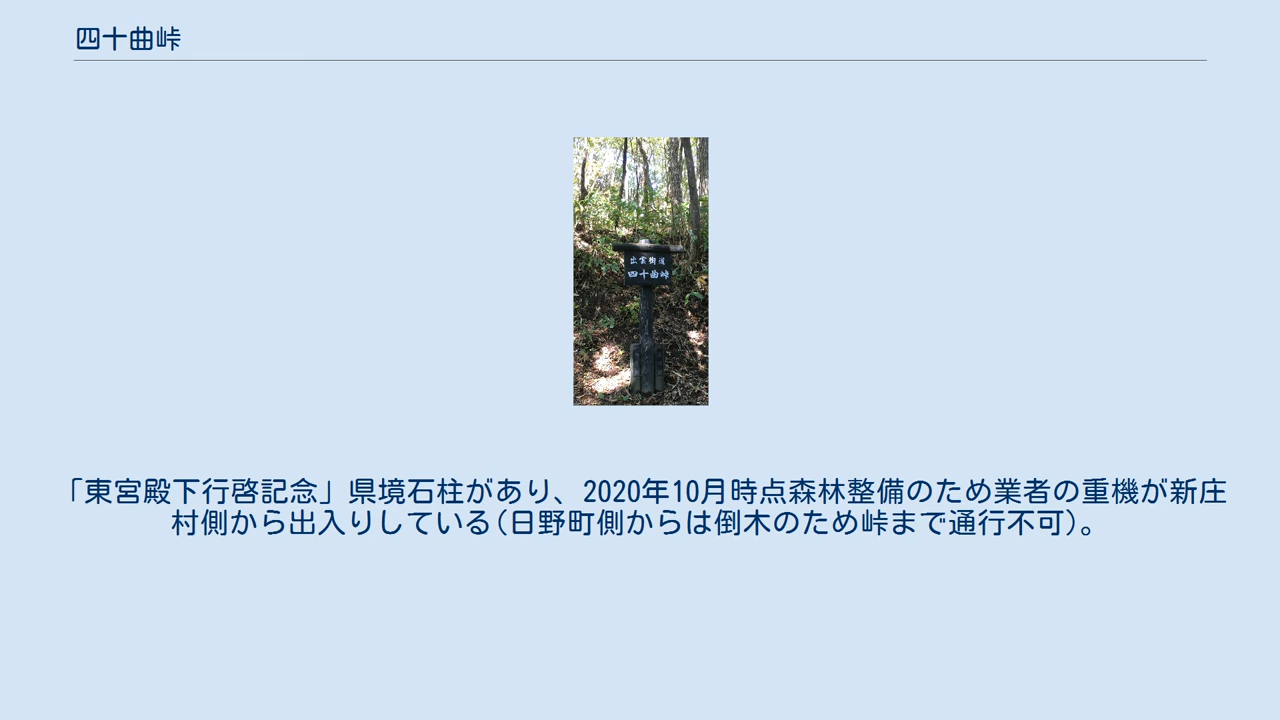 四十曲峠
出雲街道
四十曲峠
「東宮殿下行啓記念」県境石柱があり、2020年10月時点森林整備のため業者の重機が新庄
村側から出入りしている(日野町側からは倒木のため峠まで通行不可)。